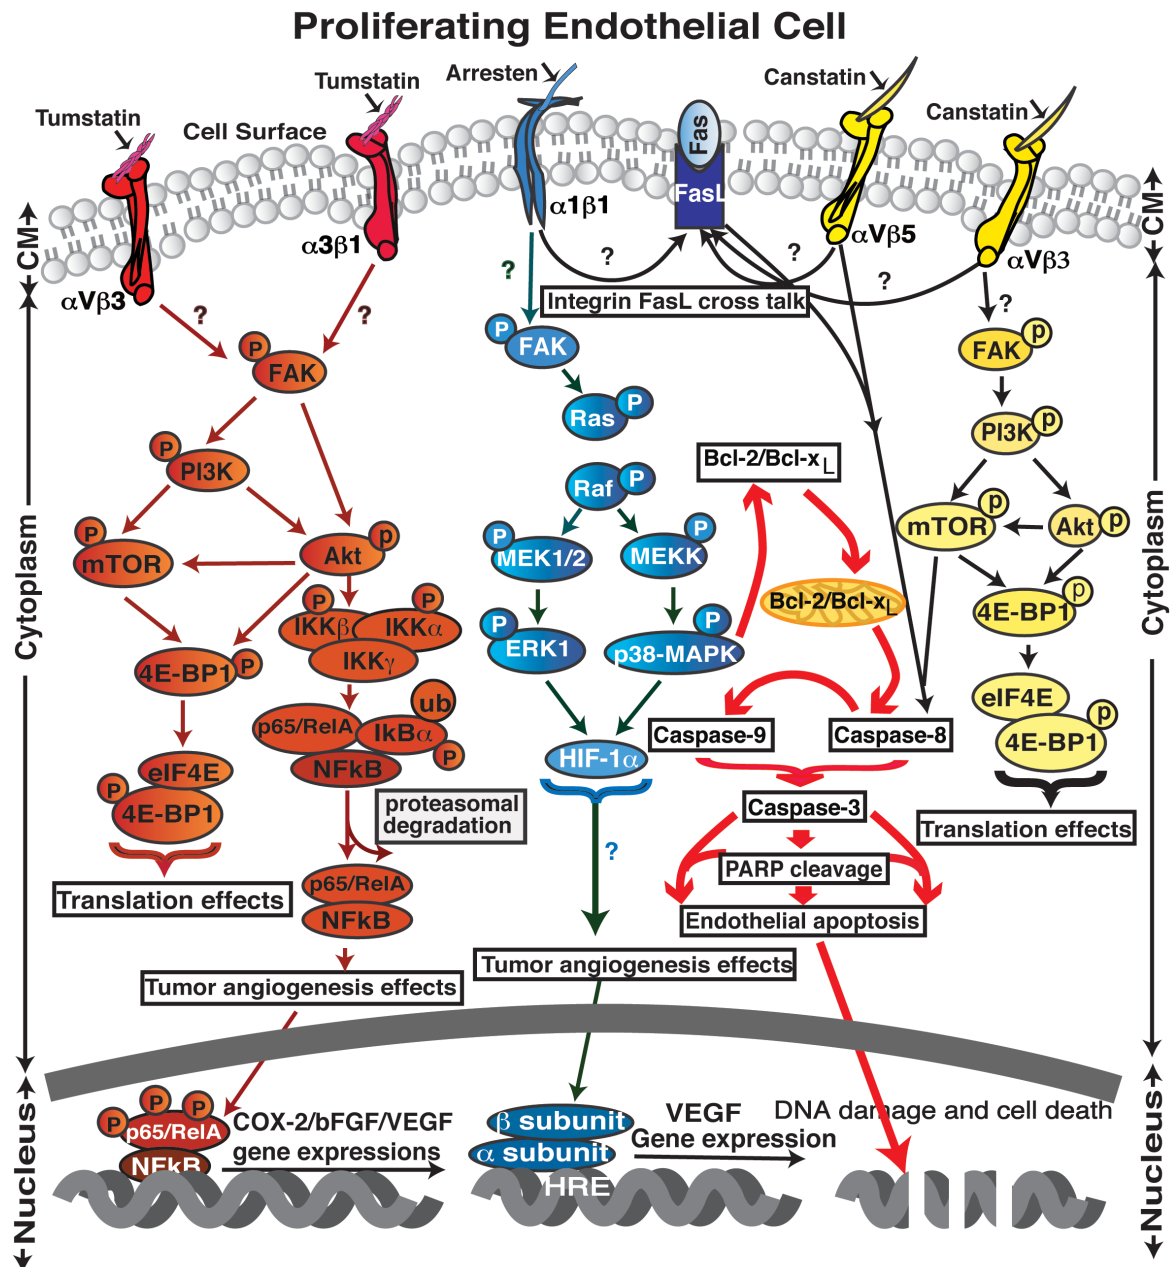 Proliferating Endothelial Cell
Tumstatin
Tumstatin
Arresten
Canstatin
Canstatin
Cell Surface
Fas
FasL
CM
CM
αVβ3
α3β1
α1β1
αVβ5
αVβ3
?
?
?
?
?
?
?
Integrin FasL cross talk
Cytoplasm
Cytoplasm
P
FAK
P
PI3K
P
mTOR
Akt
p
P
P
IKKβ
IKKα
IKKγ
4E-BP1
P
p65/RelA
IkBα
ub
P
NFkB
eIF4E
P
4E-BP1
proteasomal
degradation
Translation effects
p65/RelA
NFkB
Tumor angiogenesis effects
P
FAK
Ras
P
Raf
P
P
MEK1/2
P
MEKK
P
ERK1
P
p38-MAPK
HIF-1α
?
Tumor angiogenesis effects
Bcl-2/Bcl-xL
Bcl-2/Bcl-xL
Caspase-9
Caspase-8
Caspase-3
PARP cleavage
Endothelial apoptosis
FAK
p
PI3K
p
mTOR
p
Akt
p
4E-BP1
p
eIF4E
4E-BP1
p
Translation effects
Nucleus
Nucleus
P
P
P
p65/RelA
NFkB
COX-2/bFGF/VEGF
gene expressions
β subunit
α subunit
HRE
VEGF
Gene expression
DNA damage and cell death